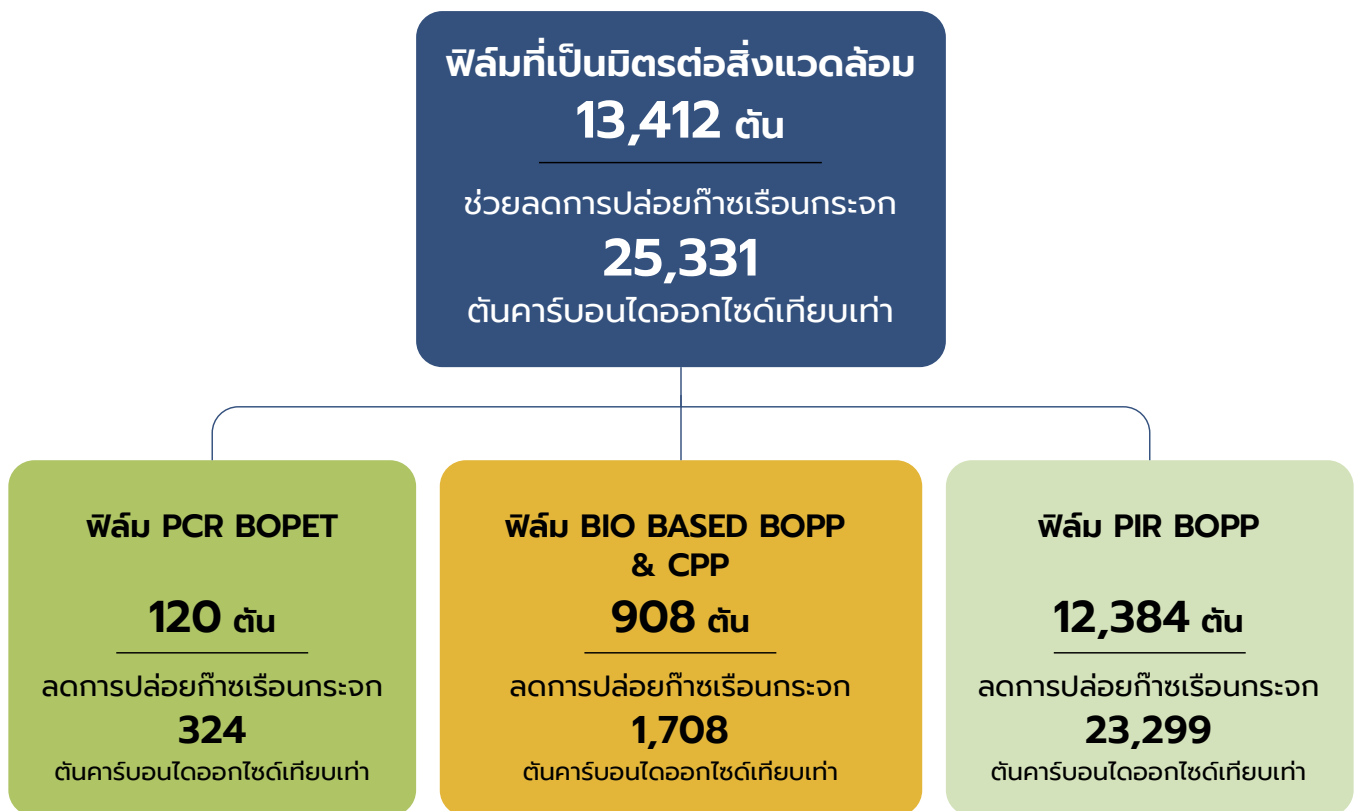 ฟิล์มที่เป็นมิตรต่อสิ่งแวดล้อม
13,412 ตัน
ช่วยลดการปล่อยก๊าซเรือนกระจก
25,331
ตันคาร์บอนไดออกไซด์เทียบเท่า
ฟิล์ม PCR BOPET
120 ตัน
ลดการปล่อยก๊าซเรือนกระจก
324
ตันคาร์บอนไดออกไซด์เทียบเท่า
ฟิล์ม BIO BASED BOPP
& CPP
908 ตัน
ลดการปล่อยก๊าซเรือนกระจก
1,708
ตันคาร์บอนไดออกไซด์เทียบเท่า
ฟิล์ม PIR BOPP
12,384 ตัน
ลดการปล่อยก๊าซเรือนกระจก
23,299
ตันคาร์บอนไดออกไซด์เทียบเท่า